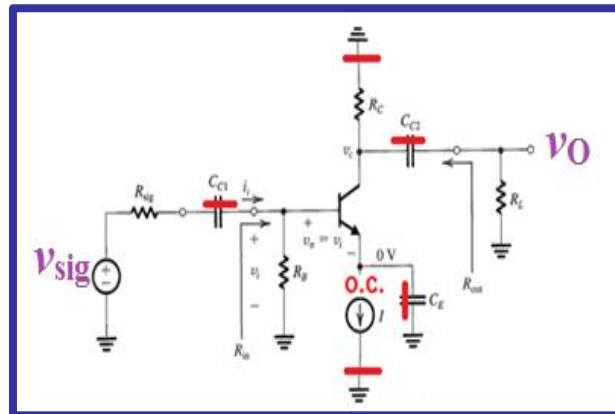 R_C
C_C2
v_c
v_O
C_C1
i_i
R_sig
R_L
+
v_π = v_i
−
v_sig
+
−
+
v_i
−
R_B
0 V
O.C.
I
C_E
R_out
R_in